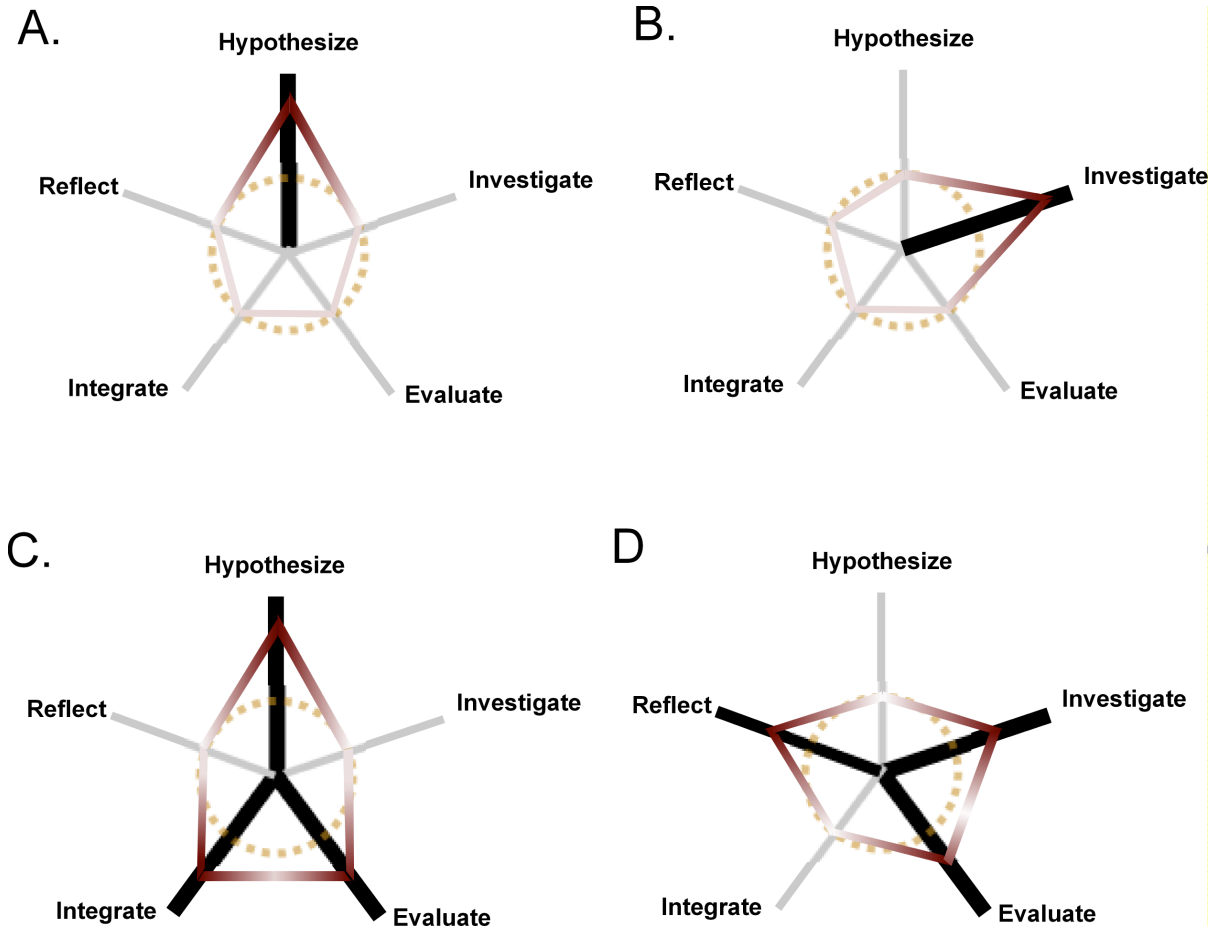 A.
Hypothesize
Investigate
Reflect
Integrate
Evaluate
B.
Hypothesize
Investigate
Reflect
Integrate
Evaluate
C.
Hypothesize
Investigate
Reflect
Integrate
Evaluate
D
Hypothesize
Investigate
Reflect
Integrate
Evaluate